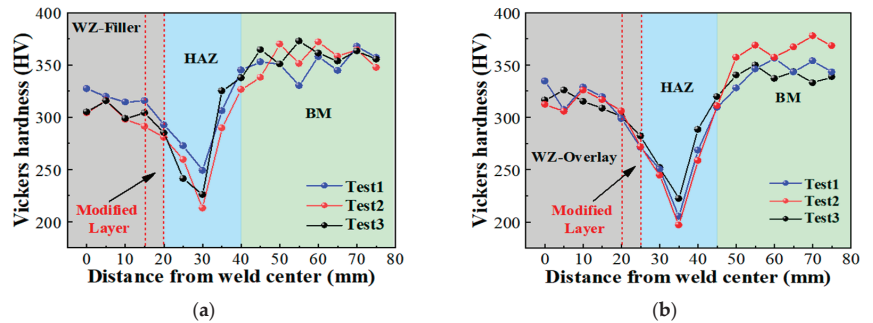 WZ-Filler
HAZ
BM
Modified
Layer
Test1
Test2
Test3
Vickers hardness (HV)
400
350
300
250
200
0 10 20 30 40 50 60 70 80
Distance from weld center (mm)
(a)
HAZ
BM
WZ-Overlay
Modified
Layer
Test1
Test2
Test3
Vickers hardness (HV)
400
350
300
250
200
0 10 20 30 40 50 60 70 80
Distance from weld center (mm)
(b)